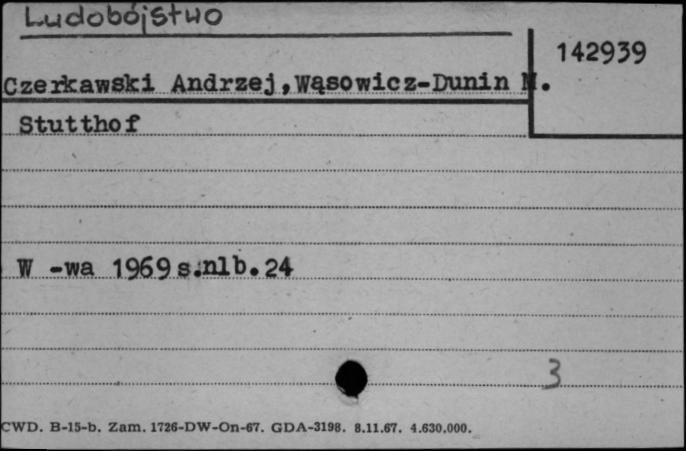 Ludobójstwo
142939
Czerkawski Andrzej,Wąsowicz-Dunin M.
Stutthof
W -wa 1969 s.nlb.24
3
CWD. B-15-b. Zam. 1726-DW-On-67. GDA-3198. 8.11.67. 4.630.000.